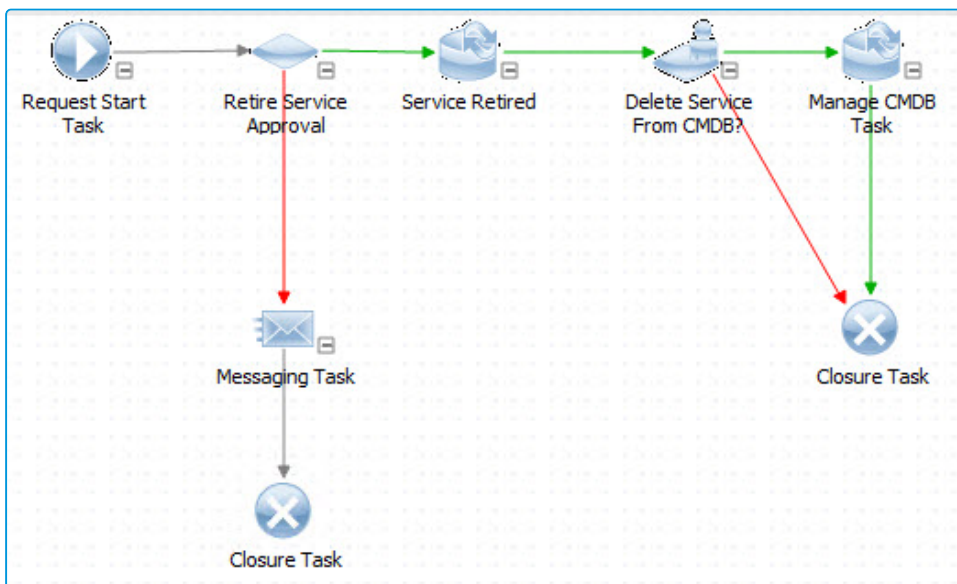 Request Start
Task
Retire Service
Approval
Service Retired
Delete Service
From CMDB?
Manage CMDB
Task
Messaging Task
Closure Task
Closure Task